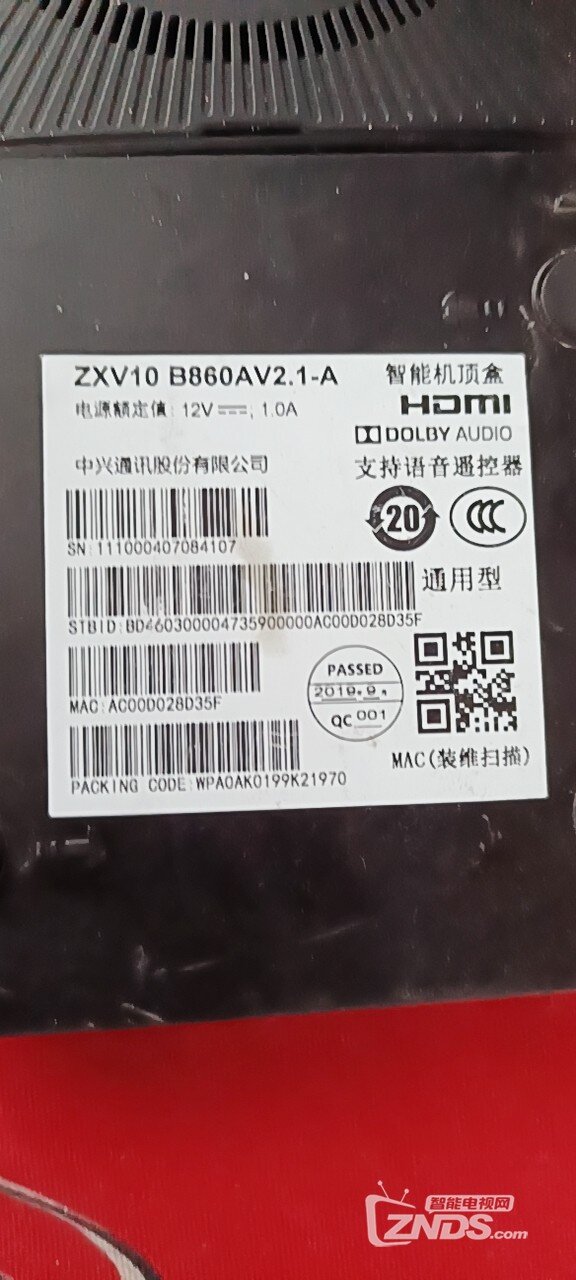 ZXV10 B860AV2.1-A
智能机顶盒
电源额定值: 12V⎓; 1.0A
HDMI
DOLBY AUDIO
中兴通讯股份有限公司
支持语音遥控器
SN:111000407084107
20
CCC
通用型
STBID:BD460300004735900000AC00D028D35F
MAC:AC00D028D35F
PASSED
2019.9.
QC 001
MAC(装维扫描)
PACKING CODE:WPA0AK0199K21970
智能电视网
ZNDS.com